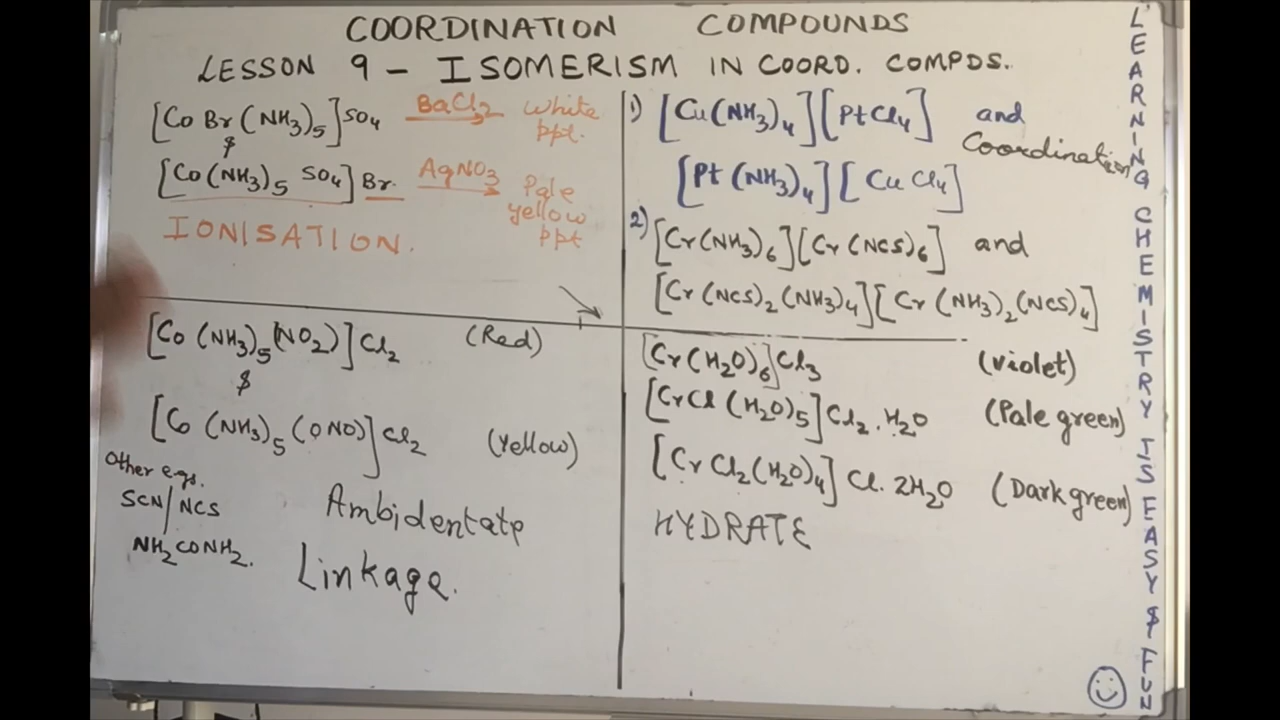 COORDINATION COMPOUNDS
LESSON 9 - ISOMERISM IN COORD. COMPDS.
[Co Br(NH3)5]SO4 BaCl2 White ppt.
&
[Co(NH3)5 SO4]Br. AgNO3 Pale yellow ppt
IONISATION.
1) [Cu(NH3)4][PtCl4] and
Coordination
[Pt(NH3)4][CuCl4]
2) [Cr(NH3)6][Cr(NCS)6] and
[Cr(NCS)2(NH3)4][Cr(NH3)2(NCS)4]
[Co(NH3)5(NO2)]Cl2 (Red)
&
[Co(NH3)5(ONO)]Cl2 (Yellow)
Other egs.
SCN/NCS
NH2CONH2.
Ambidentate
Linkage.
[Cr(H2O)6]Cl3 (Violet)
[CrCl(H2O)5]Cl2.H2O (Pale green)
[CrCl2(H2O)4]Cl.2H2O (Dark green)
HYDRATE
LEARNING CHEMISTRY IS EASY & FUN